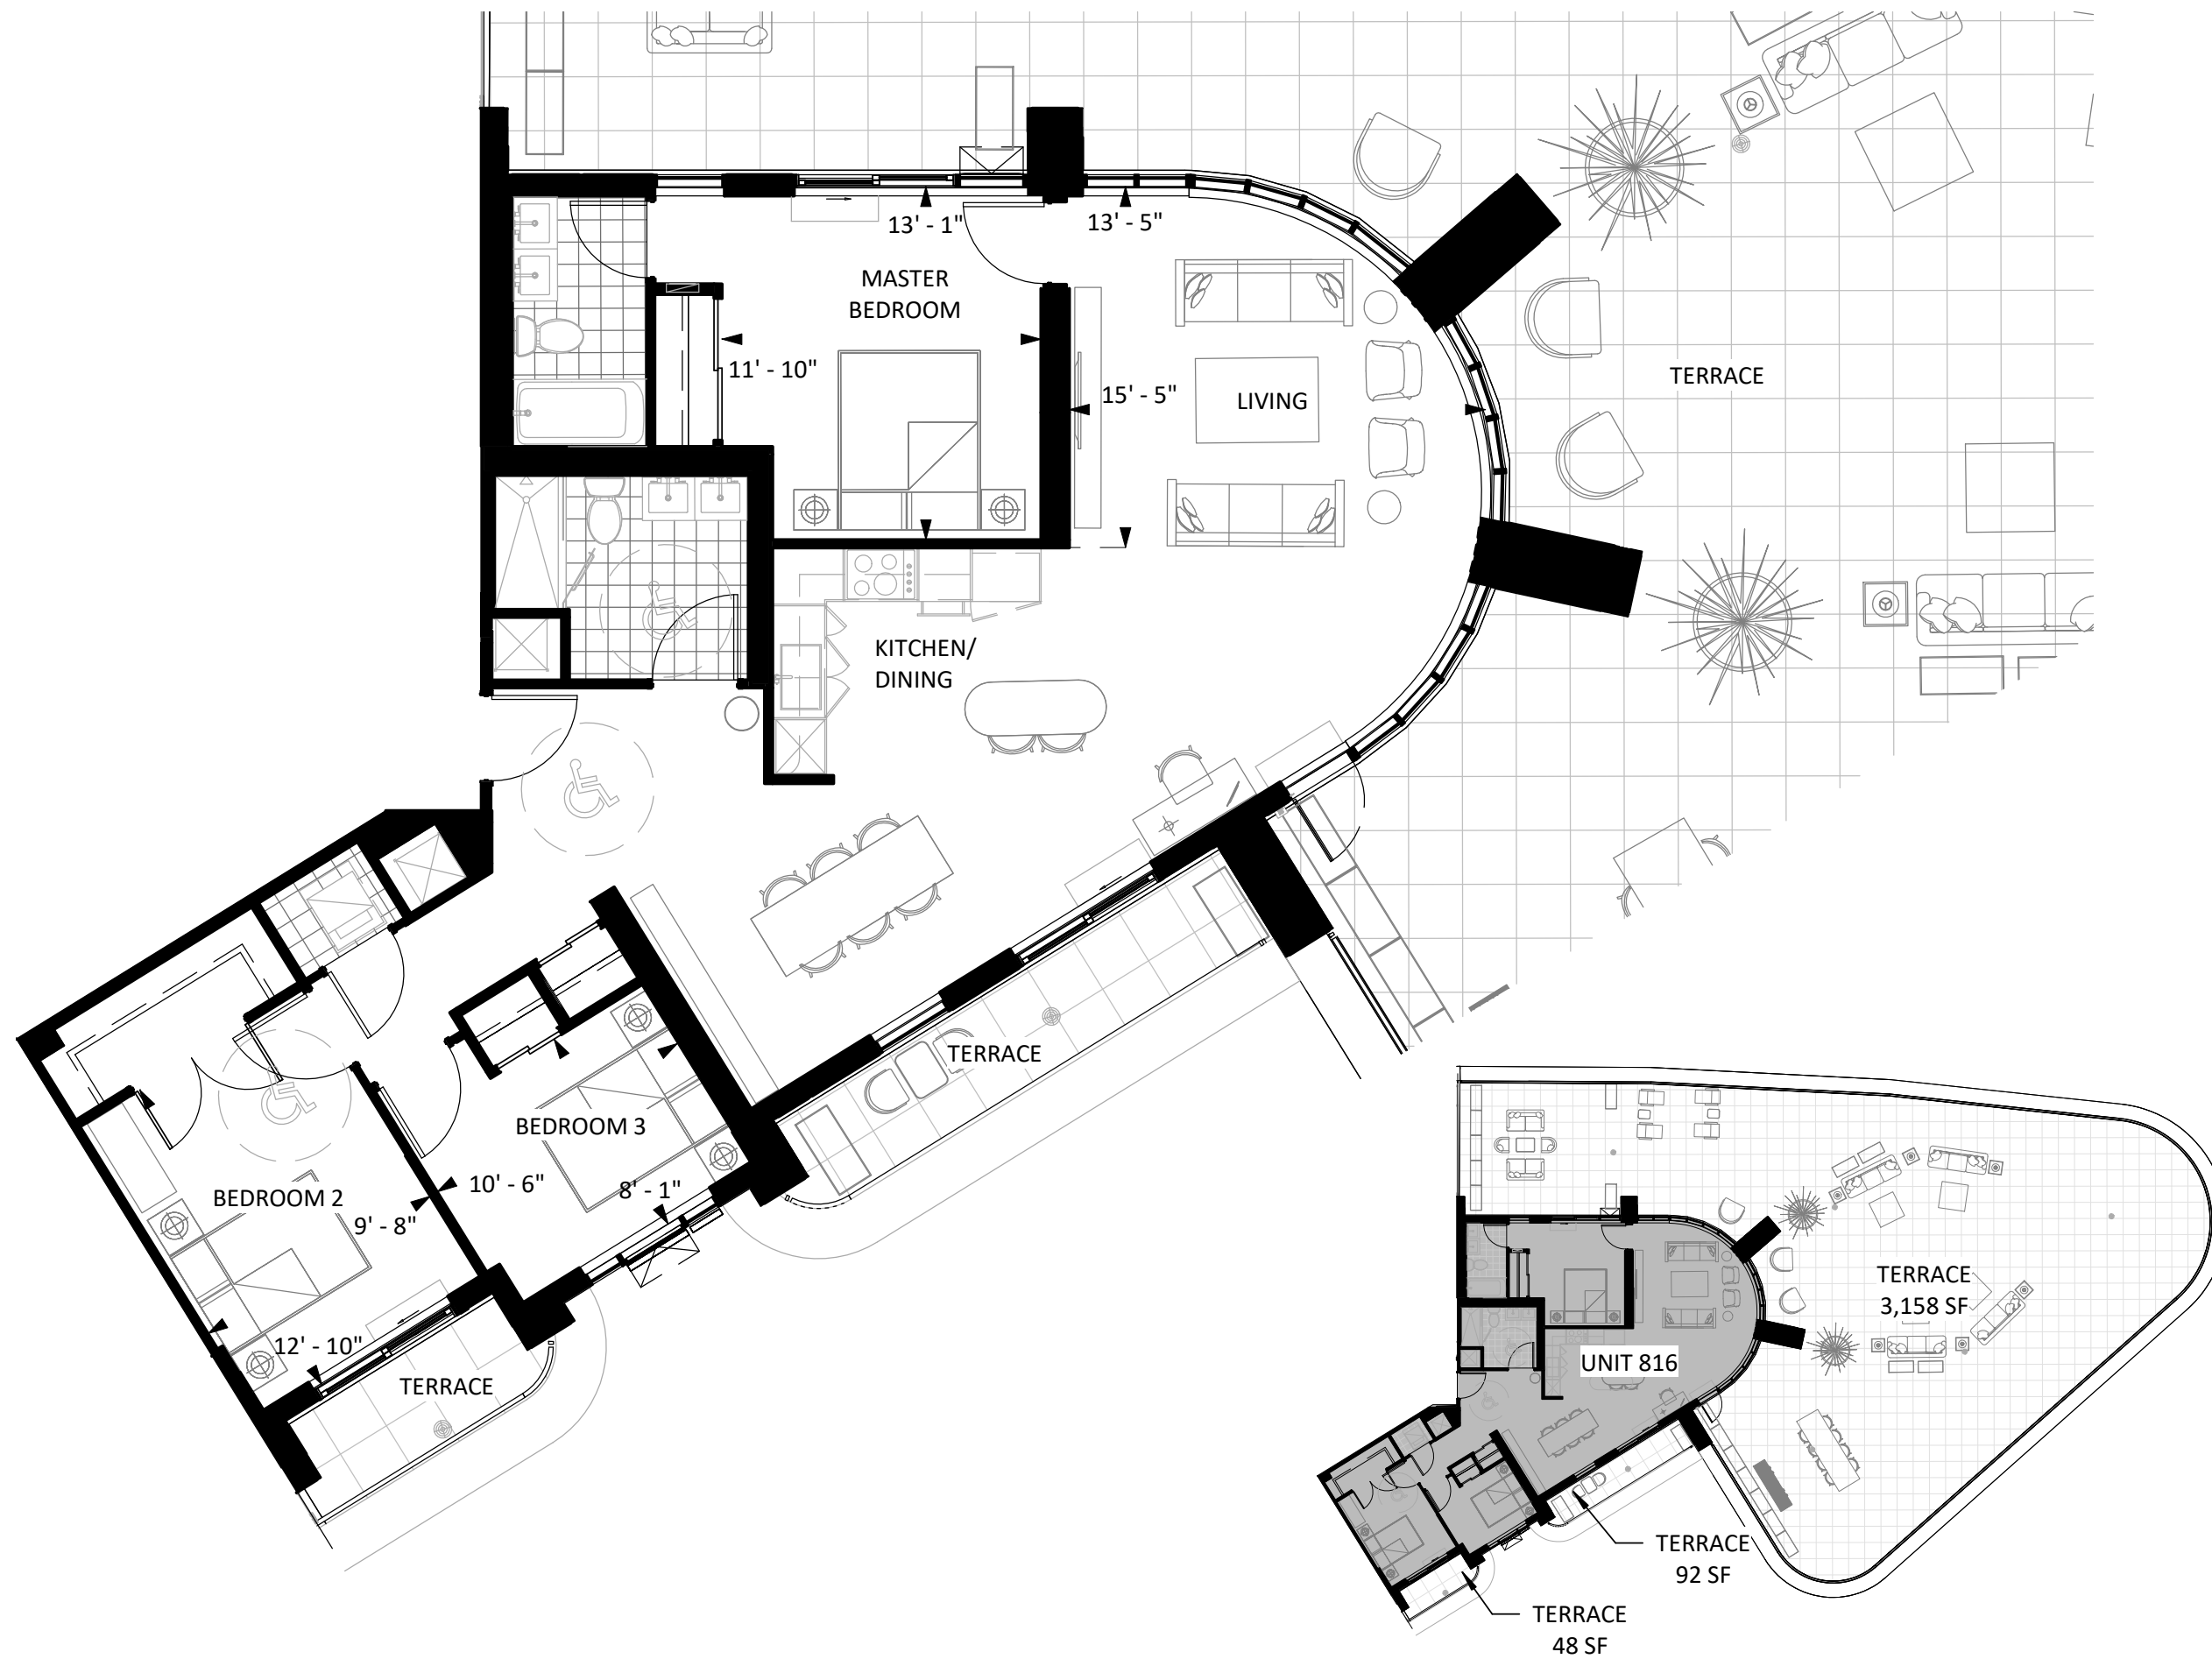 13' - 1"
13' - 5"
MASTER
BEDROOM
11' - 10"
15' - 5"
LIVING
TERRACE
KITCHEN/
DINING
TERRACE
BEDROOM 3
10' - 6"
8' - 1"
BEDROOM 2
9' - 8"
12' - 10"
TERRACE
TERRACE
3,158 SF
UNIT 816
TERRACE
92 SF
TERRACE
48 SF